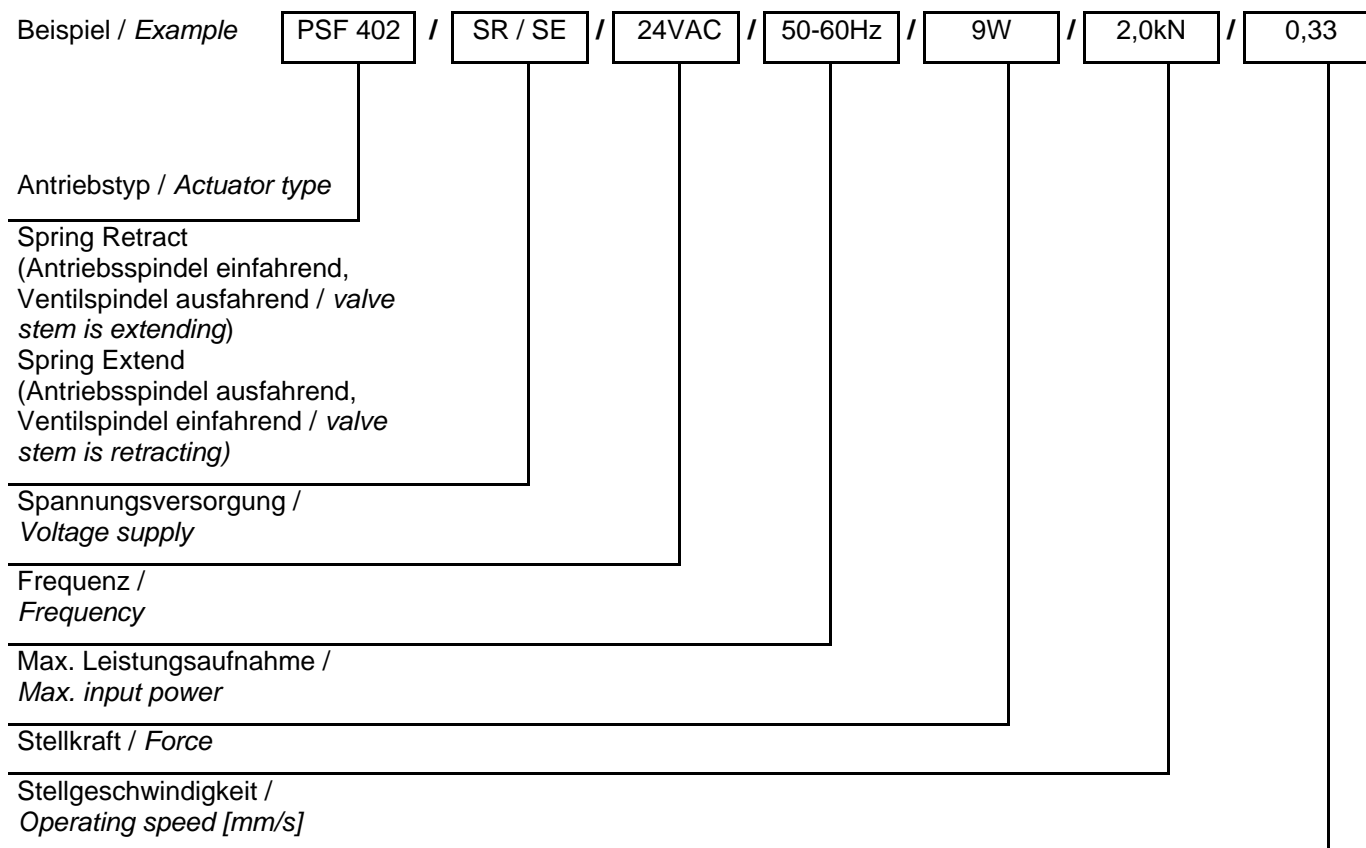 Beispiel / Example PSF 402 / SR / SE / 24VAC / 50-60Hz / 9W / 2,0kN / 0,33
Antriebstyp / Actuator type
Spring Retract
(Antriebsspindel einfahrend,
Ventilspindel ausfahrend / valve
stem is extending)
Spring Extend
(Antriebsspindel ausfahrend,
Ventilspindel einfahrend / valve
stem is retracting)
Spannungsversorgung /
Voltage supply
Frequenz /
Frequency
Max. Leistungsaufnahme /
Max. input power
Stellkraft / Force
Stellgeschwindigkeit /
Operating speed [mm/s]